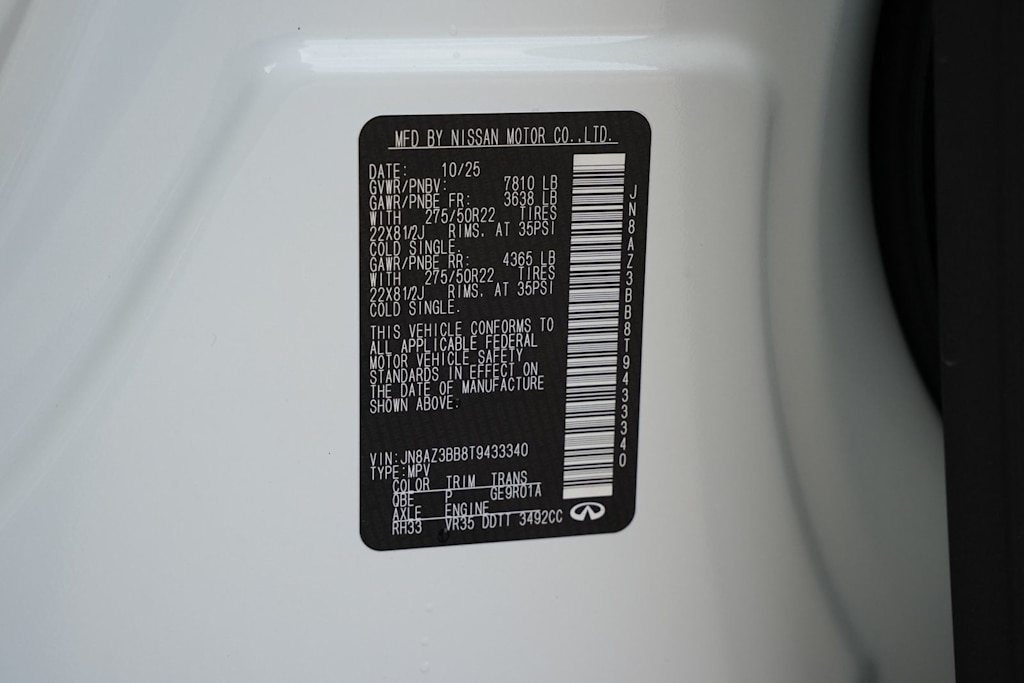 MFD BY NISSAN MOTOR CO.,LTD.
DATE: 10/25
GVWR/PNBV: 7810 LB
GAWR/PNBE FR: 3638 LB
WITH 275/50R22 TIRES
22X81/2J RIMS, AT 35PSI
COLD SINGLE.
GAWR/PNBE RR: 4365 LB
WITH 275/50R22 TIRES
22X81/2J RIMS, AT 35PSI
COLD SINGLE.
THIS VEHICLE CONFORMS TO
ALL APPLICABLE FEDERAL
MOTOR VEHICLE SAFETY
STANDARDS IN EFFECT ON
THE DATE OF MANUFACTURE
SHOWN ABOVE.
VIN:JN8AZ3BB8T9433340
TYPE:MPV
COLOR TRIM TRANS
QBE P GE9R01A
AXLE ENGINE
RH33 VR35 DDTT 3492CC
JN8AZ3BB8T9433340